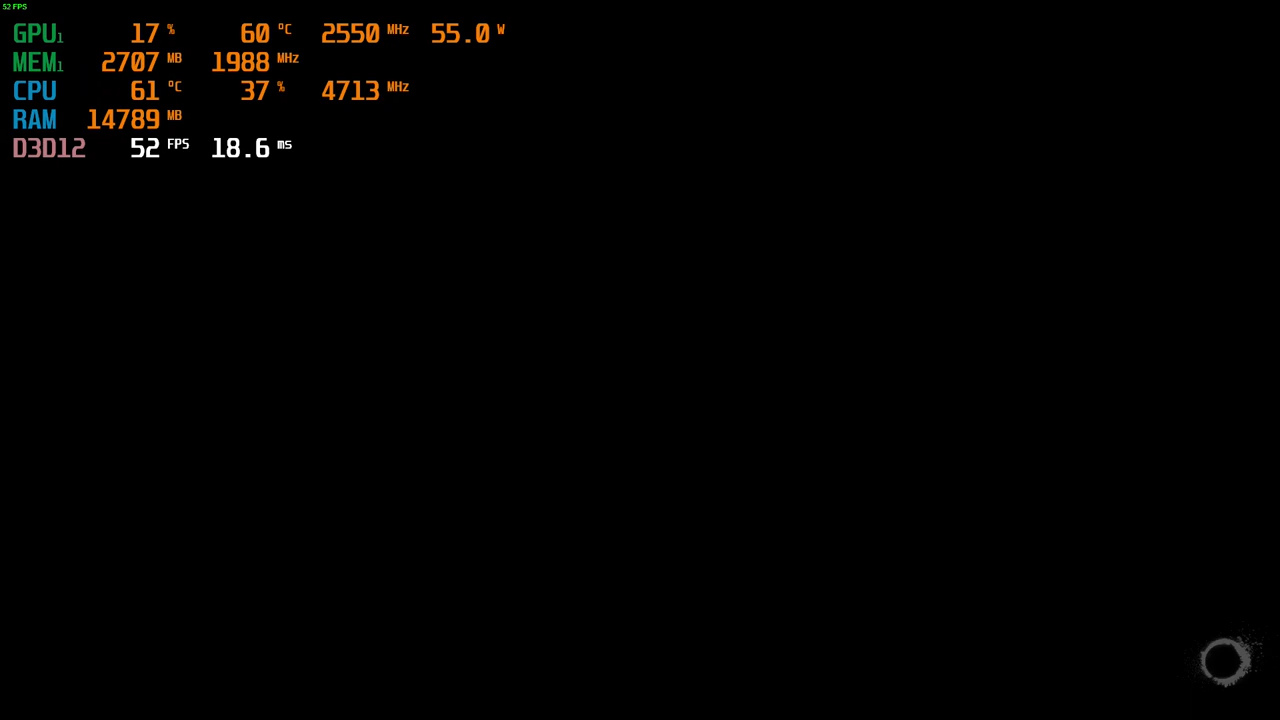 52 FPS
GPU1 17 % 60 °C 2550 MHz 55.0 W
MEM1 2707 MB 1988 MHz
CPU 61 °C 37 % 4713 MHz
RAM 14789 MB
D3D12 52 FPS 18.6 ms